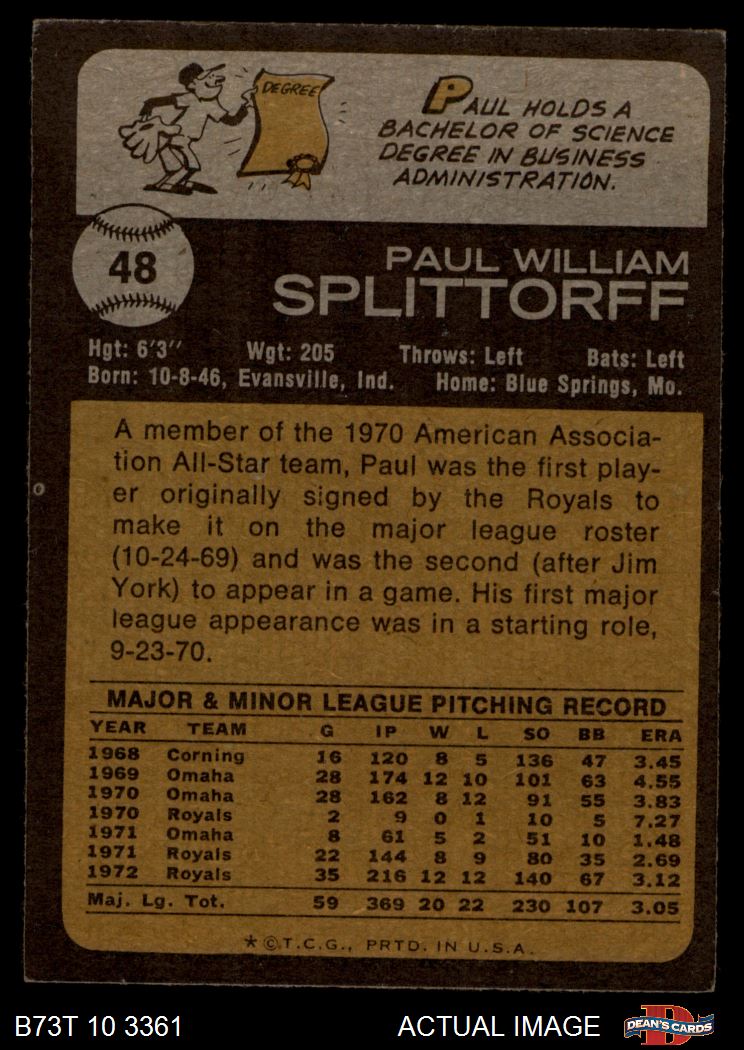 DEGREE
PAUL HOLDS A
BACHELOR OF SCIENCE
DEGREE IN BUSINESS
ADMINISTRATION.
48
PAUL WILLIAM
SPLITTORFF
Hgt: 6'3" Wgt: 205 Throws: Left Bats: Left
Born: 10-8-46, Evansville, Ind. Home: Blue Springs, Mo.
A member of the 1970 American Associa-
tion All-Star team, Paul was the first play-
er originally signed by the Royals to
make it on the major league roster
(10-24-69) and was the second (after Jim
York) to appear in a game. His first major
league appearance was in a starting role,
9-23-70.
MAJOR & MINOR LEAGUE PITCHING RECORD
YEAR TEAM G IP W L SO BB ERA
1968 Corning 16 120 8 5 136 47 3.45
1969 Omaha 28 174 12 10 101 63 4.55
1970 Omaha 28 162 8 12 91 55 3.83
1970 Royals 2 9 0 1 10 5 7.27
1971 Omaha 8 61 5 2 51 10 1.48
1971 Royals 22 144 8 9 80 35 2.69
1972 Royals 35 216 12 12 140 67 3.12
Maj. Lg. Tot. 59 369 20 22 230 107 3.05
*©T.C.G., PRTD. IN U.S.A.
B73T 10 3361 ACTUAL IMAGE D DEAN'S CARDS